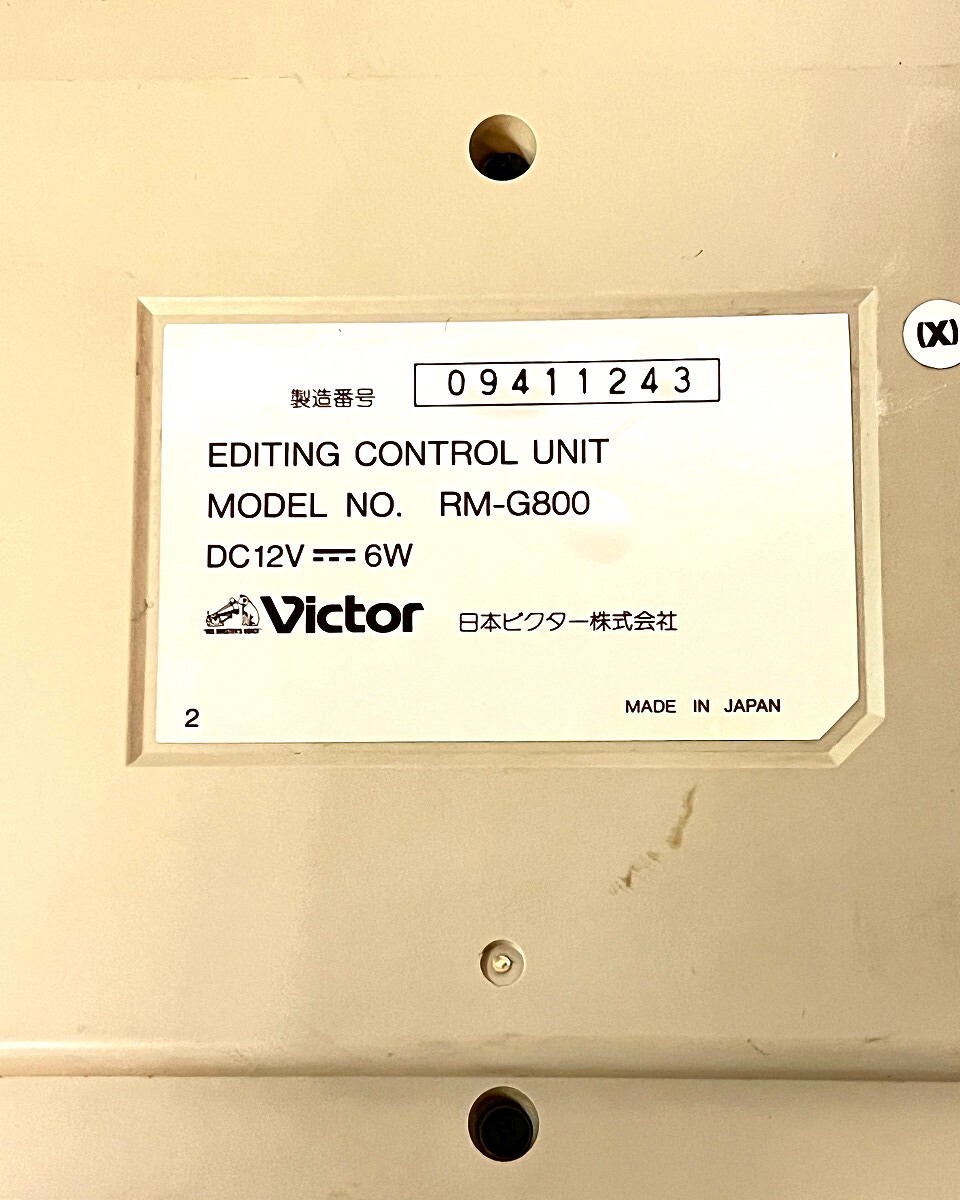 製造番号 09411243
(X)
EDITING CONTROL UNIT
MODEL NO. RM-G800
DC12V ⎓ 6W
Victor 日本ビクター株式会社
2 MADE IN JAPAN